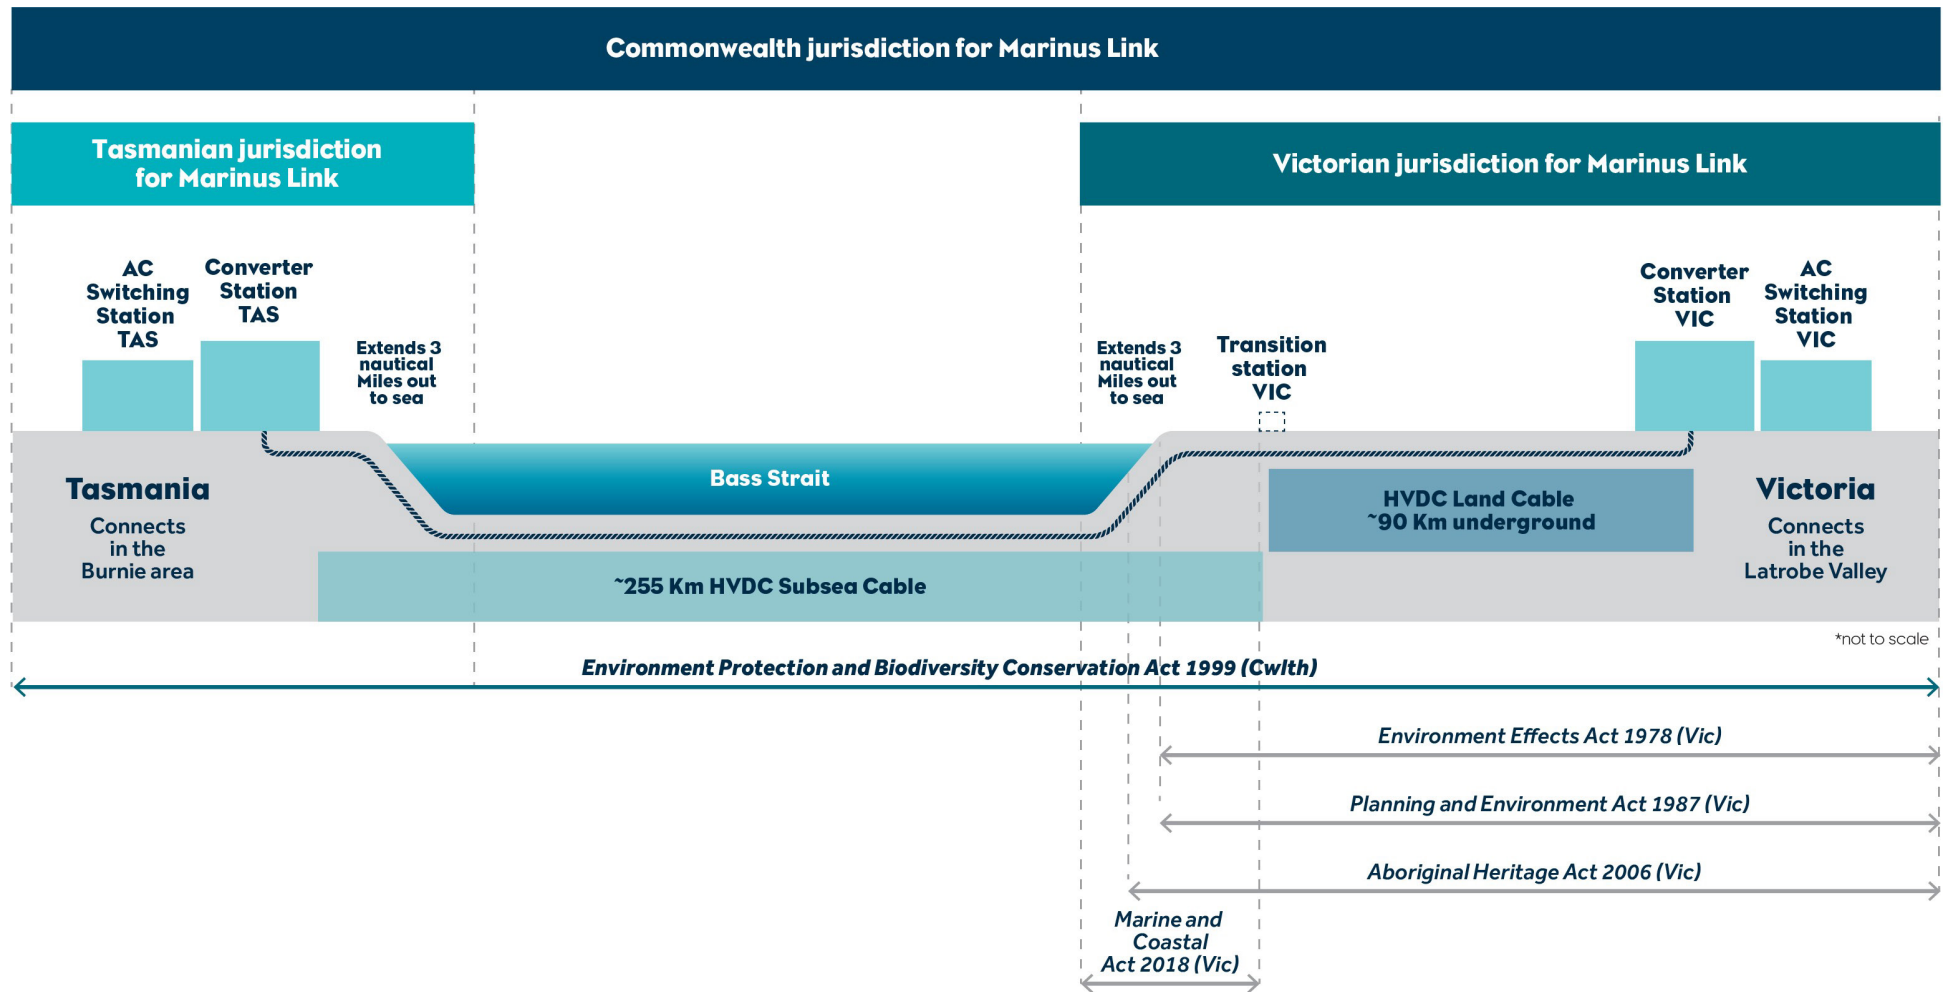 Commonwealth jurisdiction for Marinus Link
Tasmanian jurisdiction
for Marinus Link
Victorian jurisdiction for Marinus Link
AC
Switching
Station
TAS
Converter
Station
TAS
Extends 3
nautical
Miles out
to sea
Extends 3
nautical
Miles out
to sea
Transition
station
VIC
Converter
Station
VIC
AC
Switching
Station
VIC
Tasmania
Connects
in the
Burnie area
Bass Strait
~255 Km HVDC Subsea Cable
HVDC Land Cable
~90 Km underground
Victoria
Connects
in the
Latrobe Valley
*not to scale
Environment Protection and Biodiversity Conservation Act 1999 (Cwlth)
Environment Effects Act 1978 (Vic)
Planning and Environment Act 1987 (Vic)
Aboriginal Heritage Act 2006 (Vic)
Marine and
Coastal
Act 2018 (Vic)